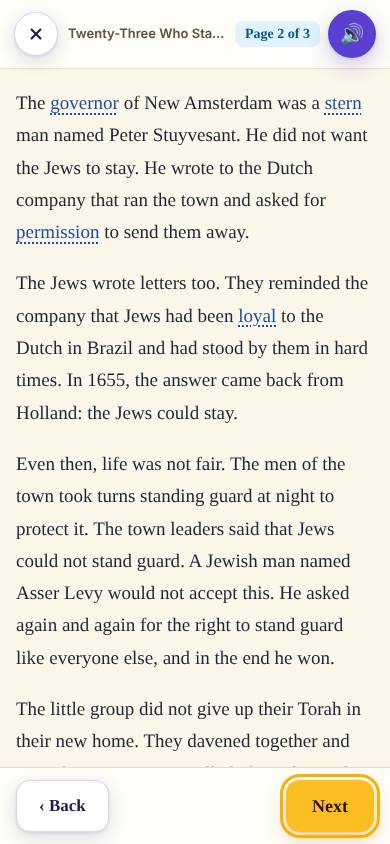 Twenty-Three Who Sta...
Page 2 of 3
The governor of New Amsterdam was a stern
man named Peter Stuyvesant. He did not want
the Jews to stay. He wrote to the Dutch
company that ran the town and asked for
permission to send them away.
The Jews wrote letters too. They reminded the
company that Jews had been loyal to the
Dutch in Brazil and had stood by them in hard
times. In 1655, the answer came back from
Holland: the Jews could stay.
Even then, life was not fair. The men of the
town took turns standing guard at night to
protect it. The town leaders said that Jews
could not stand guard. A Jewish man named
Asser Levy would not accept this. He asked
again and again for the right to stand guard
like everyone else, and in the end he won.
The little group did not give up their Torah in
their new home. They davened together and
‹ Back
Next